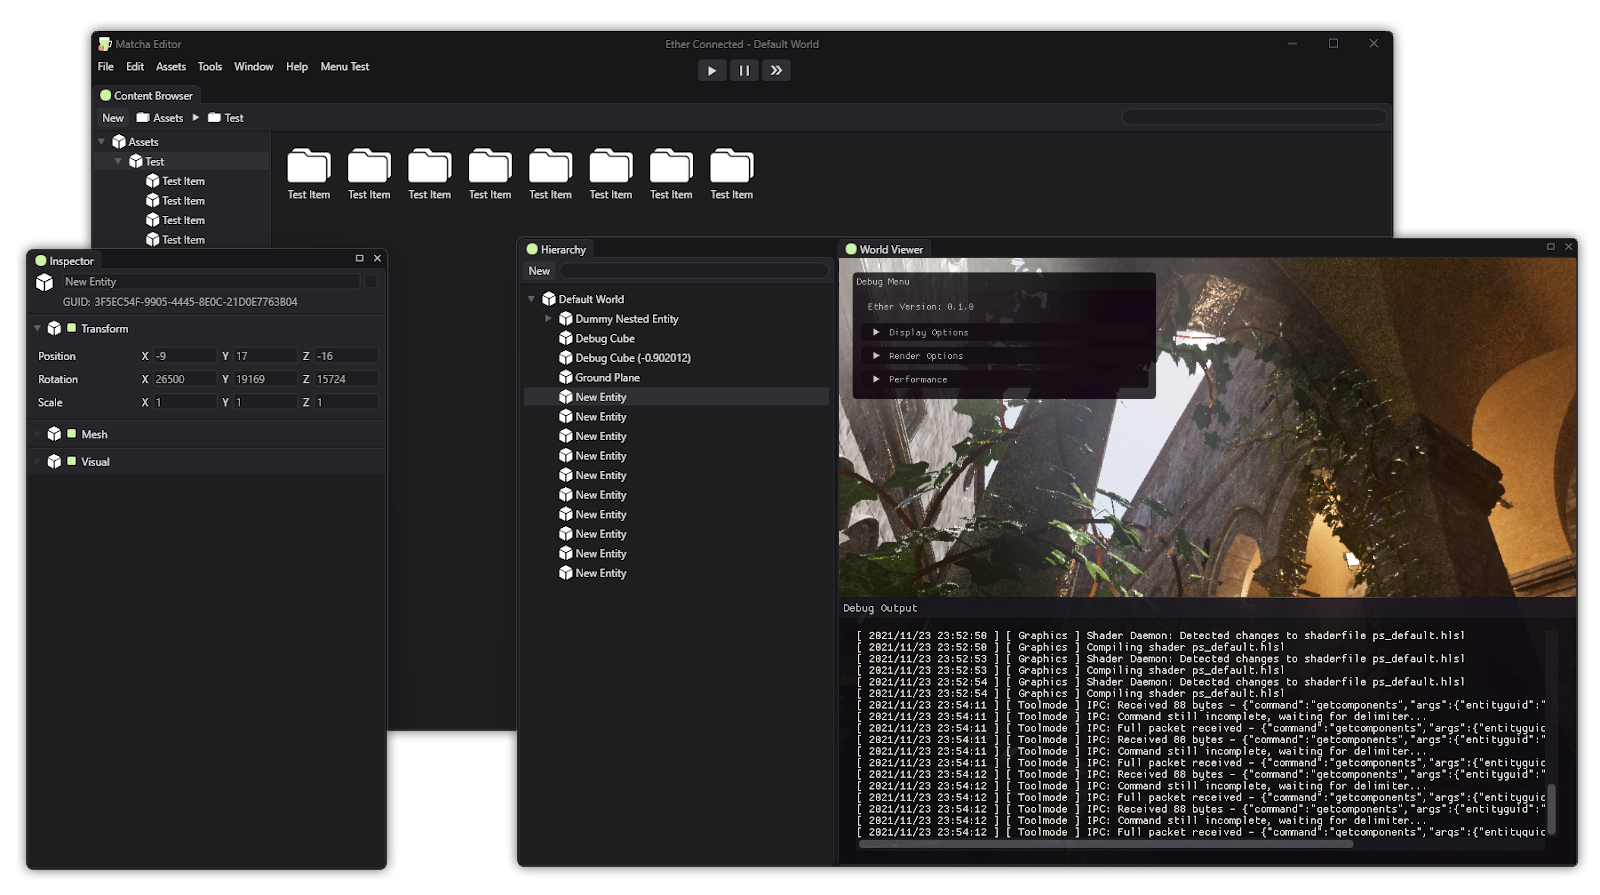 Matcha Editor
Ether Connected - Default World
File Edit Assets Tools Window Help Menu Test
Content Browser
New Assets Test
Assets
Test
Test Item
Test Item
Test Item
Test Item
Test Item Test Item Test Item Test Item Test Item Test Item Test Item Test Item
Inspector
New Entity
GUID: 3F5EC54F-9905-4445-8E0C-21D0E7763B04
Transform
Position X -9 Y 17 Z -16
Rotation X 26500 Y 19169 Z 15724
Scale X 1 Y 1 Z 1
Mesh
Visual
Hierarchy
New
Default World
Dummy Nested Entity
Debug Cube
Debug Cube (-0.902012)
Ground Plane
New Entity
New Entity
New Entity
New Entity
New Entity
New Entity
New Entity
New Entity
New Entity
New Entity
World Viewer
Debug Menu
Ether Version: 0.1.0
Display Options
Render Options
Performance
Debug Output
[ 2021/11/23 23:52:50 ] [ Graphics ] Shader Daemon: Detected changes to shaderfile ps_default.hlsl
[ 2021/11/23 23:52:50 ] [ Graphics ] Compiling shader ps_default.hlsl
[ 2021/11/23 23:52:53 ] [ Graphics ] Shader Daemon: Detected changes to shaderfile ps_default.hlsl
[ 2021/11/23 23:52:53 ] [ Graphics ] Compiling shader ps_default.hlsl
[ 2021/11/23 23:52:54 ] [ Graphics ] Shader Daemon: Detected changes to shaderfile ps_default.hlsl
[ 2021/11/23 23:52:54 ] [ Graphics ] Compiling shader ps_default.hlsl
[ 2021/11/23 23:54:11 ] [ Toolmode ] IPC: Received 88 bytes - {"command":"getcomponents","args":{"entityguid":"
[ 2021/11/23 23:54:11 ] [ Toolmode ] IPC: Command still incomplete, waiting for delimiter...
[ 2021/11/23 23:54:11 ] [ Toolmode ] IPC: Full packet received - {"command":"getcomponents","args":{"entityguid
[ 2021/11/23 23:54:11 ] [ Toolmode ] IPC: Received 88 bytes - {"command":"getcomponents","args":{"entityguid":"
[ 2021/11/23 23:54:11 ] [ Toolmode ] IPC: Command still incomplete, waiting for delimiter...
[ 2021/11/23 23:54:11 ] [ Toolmode ] IPC: Full packet received - {"command":"getcomponents","args":{"entityguid
[ 2021/11/23 23:54:12 ] [ Toolmode ] IPC: Received 88 bytes - {"command":"getcomponents","args":{"entityguid":"
[ 2021/11/23 23:54:12 ] [ Toolmode ] IPC: Command still incomplete, waiting for delimiter...
[ 2021/11/23 23:54:12 ] [ Toolmode ] IPC: Full packet received - {"command":"getcomponents","args":{"entityguid
[ 2021/11/23 23:54:12 ] [ Toolmode ] IPC: Received 88 bytes - {"command":"getcomponents","args":{"entityguid":"
[ 2021/11/23 23:54:12 ] [ Toolmode ] IPC: Command still incomplete, waiting for delimiter...
[ 2021/11/23 23:54:12 ] [ Toolmode ] IPC: Full packet received - {"command":"getcomponents","args":{"entityguid